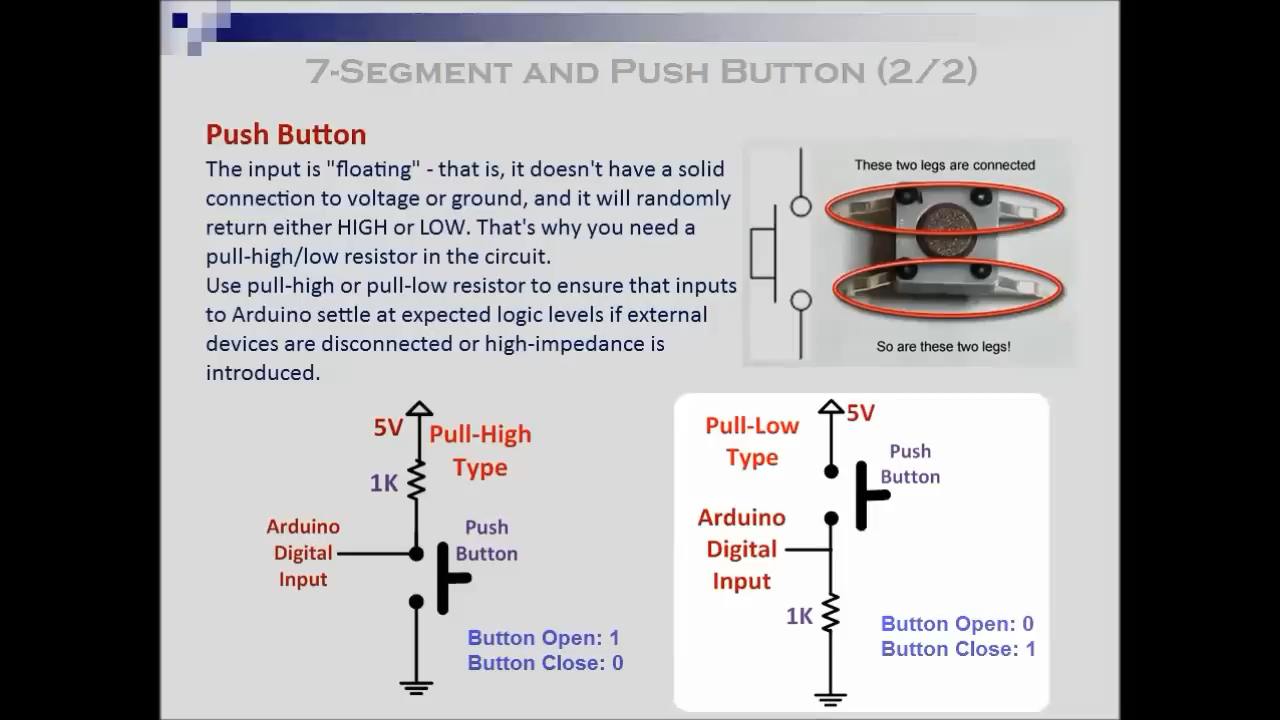 7-Segment and Push Button (2/2)
Push Button
The input is "floating" - that is, it doesn't have a solid
connection to voltage or ground, and it will randomly
return either HIGH or LOW. That's why you need a
pull-high/low resistor in the circuit.
Use pull-high or pull-low resistor to ensure that inputs
to Arduino settle at expected logic levels if external
devices are disconnected or high-impedance is
introduced.
These two legs are connected
So are these two legs!
5V
Pull-High
Type
1K
Arduino
Digital
Input
Push
Button
Button Open: 1
Button Close: 0
Pull-Low
Type
5V
Push
Button
Arduino
Digital
Input
1K
Button Open: 0
Button Close: 1